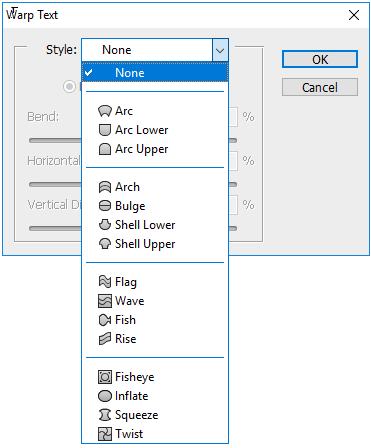 Warp Text
Style: None
None
Arc
Arc Lower
Arc Upper
Arch
Bulge
Shell Lower
Shell Upper
Flag
Wave
Fish
Rise
Fisheye
Inflate
Squeeze
Twist
OK
Cancel
Bend: %
Horizontal %
Vertical Di %